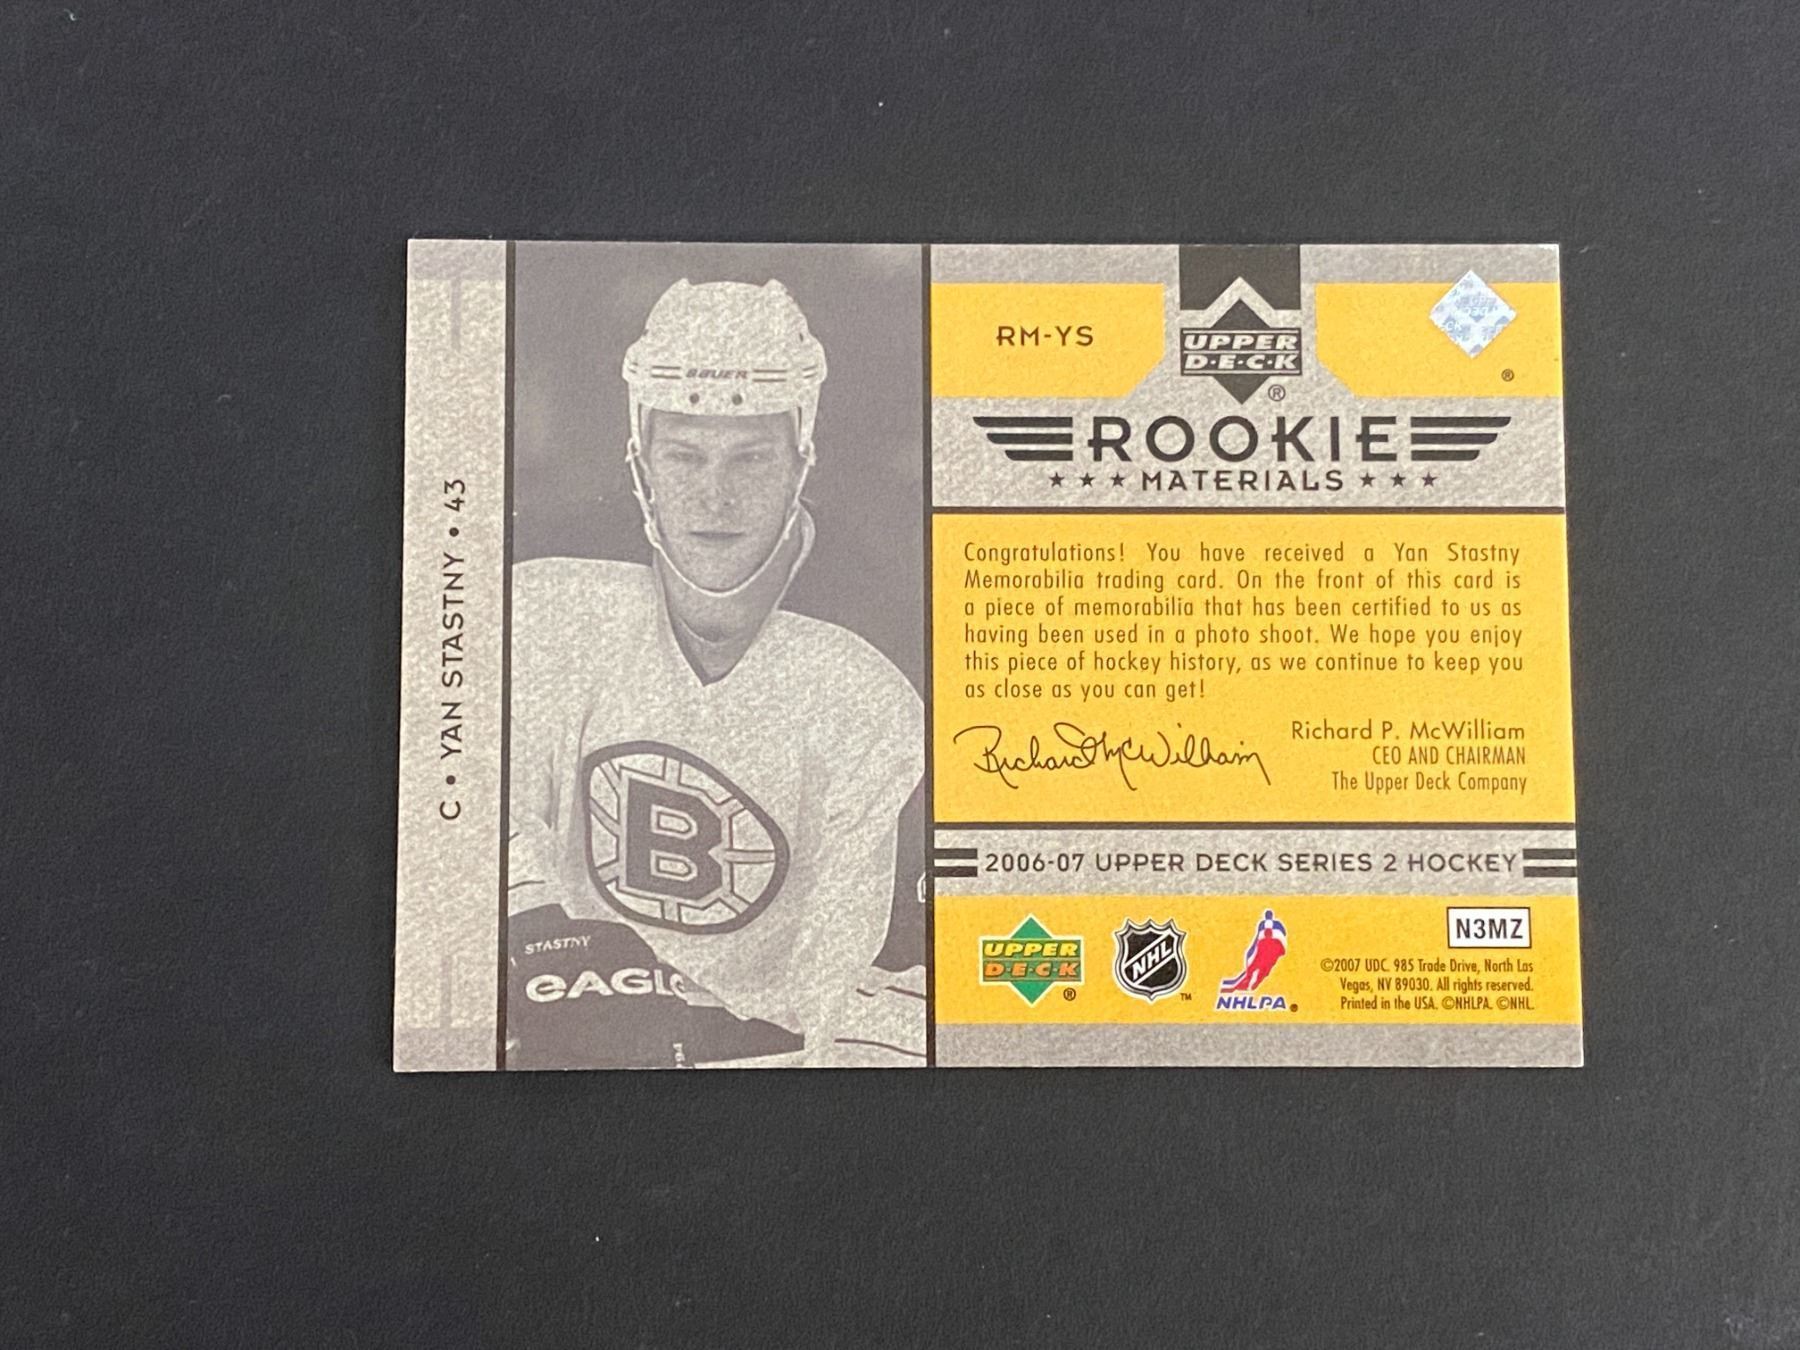 C • YAN STASTNY • 43
BAUER
B
STASTNY
RM-YS
UPPER
D•E•C•K
®
®
ROOKIE
★ ★ ★ MATERIALS ★ ★ ★
Congratulations! You have received a Yan Stastny
Memorabilia trading card. On the front of this card is
a piece of memorabilia that has been certified to us as
having been used in a photo shoot. We hope you enjoy
this piece of hockey history, as we continue to keep you
as close as you can get!
Richard McWilliam
Richard P. McWilliam
CEO AND CHAIRMAN
The Upper Deck Company
2006-07 UPPER DECK SERIES 2 HOCKEY
UPPER
D•E•C•K
®
NHL
™
NHLPA
®
N3MZ
©2007 UDC. 985 Trade Drive, North Las
Vegas, NV 89030. All rights reserved.
Printed in the USA. ©NHLPA. ©NHL.